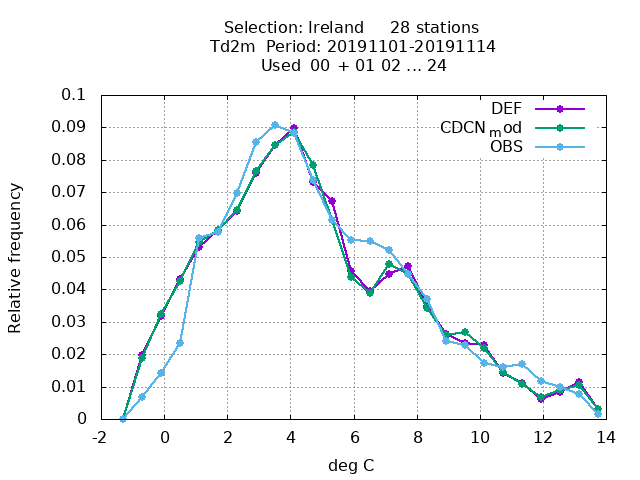 Selection: Ireland 28 stations
Td2m Period: 20191101-20191114
Used 00 + 01 02 ... 24
0.1
0.09
0.08
0.07
0.06
0.05
0.04
0.03
0.02
0.01
0
Relative frequency
DEF
CDCNmod
OBS
-2 0 2 4 6 8 10 12 14
deg C